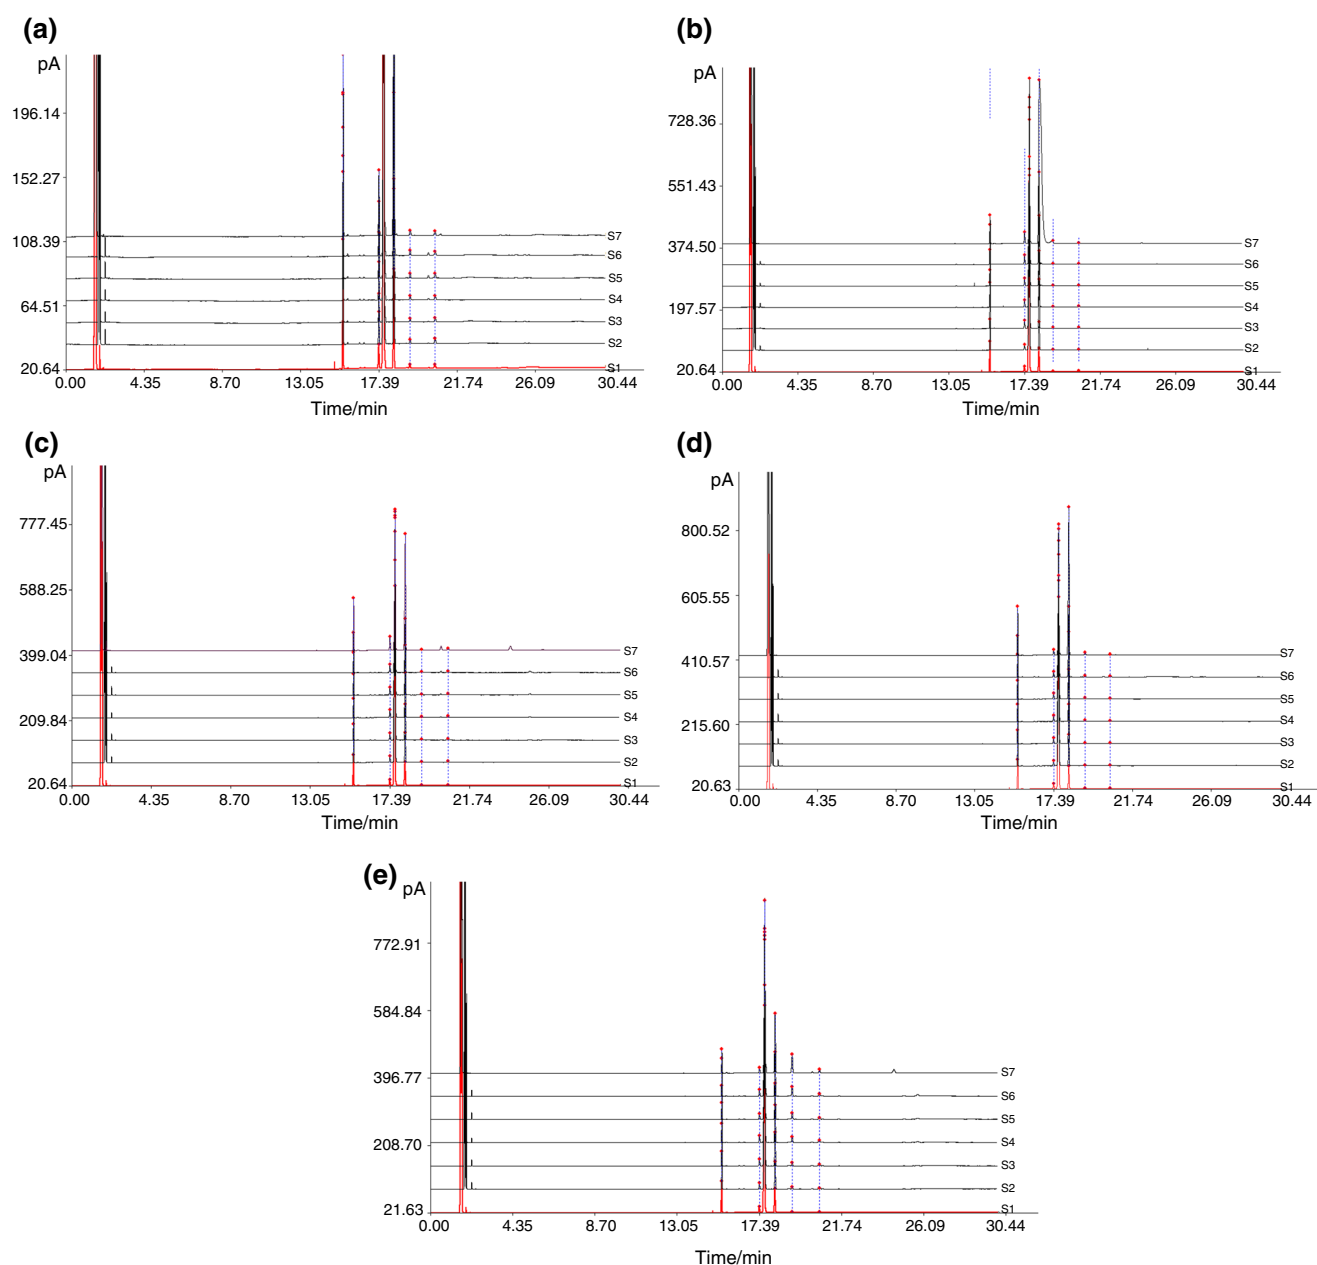 (a)
pA
196.14
152.27
108.39
64.51
20.64
S7
S6
S5
S4
S3
S2
S1
0.00 4.35 8.70 13.05 17.39 21.74 26.09 30.44
Time/min
(b)
pA
728.36
551.43
374.50
197.57
20.64
S7
S6
S5
S4
S3
S2
S1
0.00 4.35 8.70 13.05 17.39 21.74 26.09 30.44
Time/min
(c)
pA
777.45
588.25
399.04
209.84
20.64
S7
S6
S5
S4
S3
S2
S1
0.00 4.35 8.70 13.05 17.39 21.74 26.09 30.44
Time/min
(d)
pA
800.52
605.55
410.57
215.60
20.63
S7
S6
S5
S4
S3
S2
S1
0.00 4.35 8.70 13.05 17.39 21.74 26.09 30.44
Time/min
(e)
pA
772.91
584.84
396.77
208.70
21.63
S7
S6
S5
S4
S3
S2
S1
0.00 4.35 8.70 13.05 17.39 21.74 26.09 30.44
Time/min